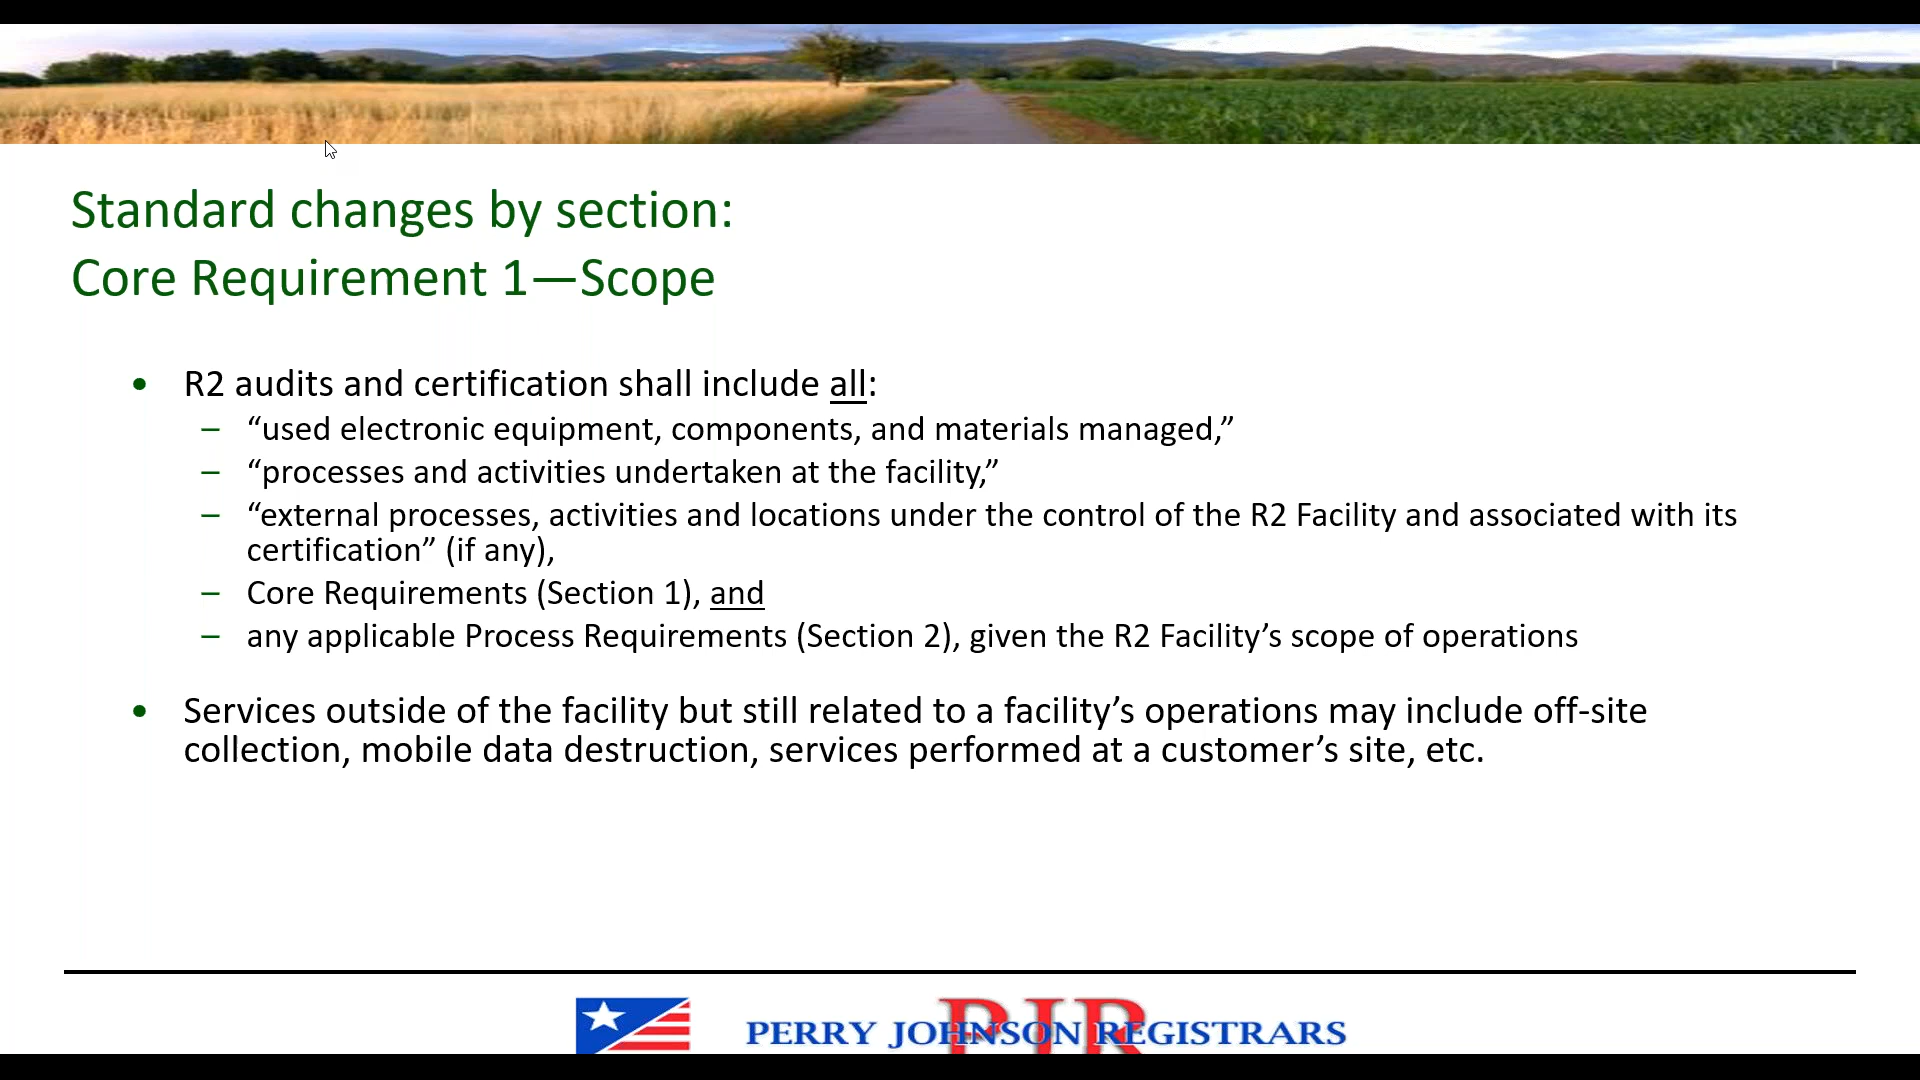 Standard changes by section:
Core Requirement 1—Scope
• R2 audits and certification shall include all:
– “used electronic equipment, components, and materials managed,”
– “processes and activities undertaken at the facility,”
– “external processes, activities and locations under the control of the R2 Facility and associated with its
certification” (if any),
– Core Requirements (Section 1), and
– any applicable Process Requirements (Section 2), given the R2 Facility’s scope of operations
• Services outside of the facility but still related to a facility’s operations may include off-site
collection, mobile data destruction, services performed at a customer’s site, etc.
PJR
PERRY JOHNSON REGISTRARS